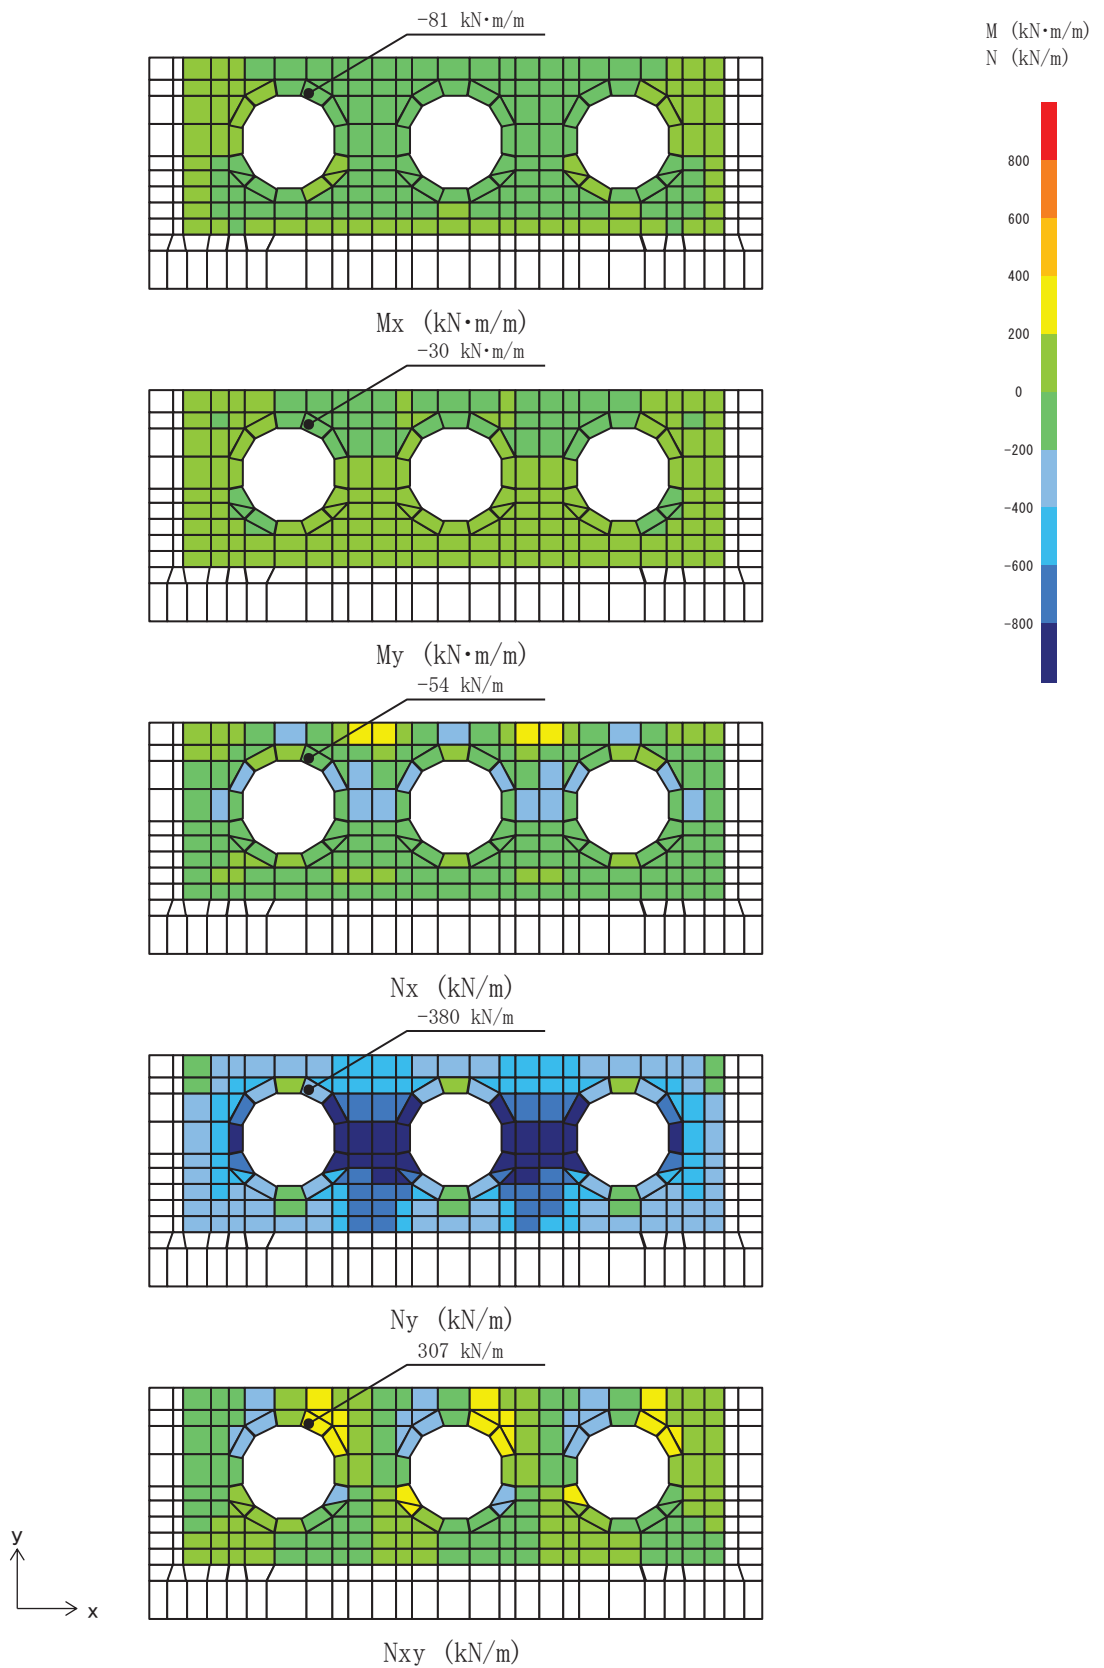 -81 kN・m/m
M (kN・m/m)
N (kN/m)
800
600
400
200
0
-200
-400
-600
-800
Mx (kN・m/m)
-30 kN・m/m
My (kN・m/m)
-54 kN/m
Nx (kN/m)
-380 kN/m
Ny (kN/m)
307 kN/m
Nxy (kN/m)
y
x